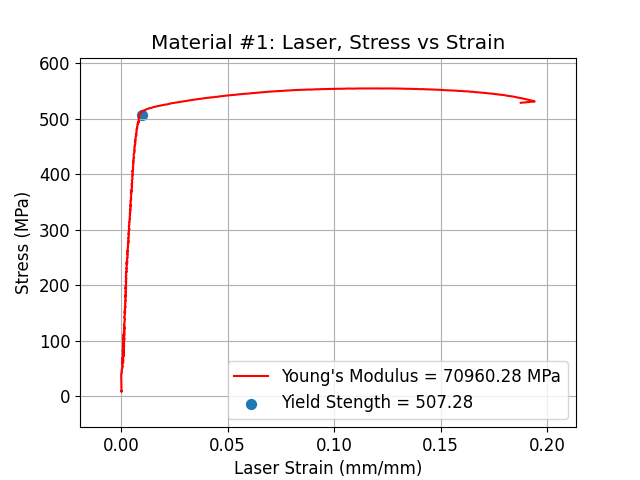 Material #1: Laser, Stress vs Strain
600
500
400
300
200
100
0
Stress (MPa)
Young's Modulus = 70960.28 MPa
Yield Stength = 507.28
0.00 0.05 0.10 0.15 0.20
Laser Strain (mm/mm)